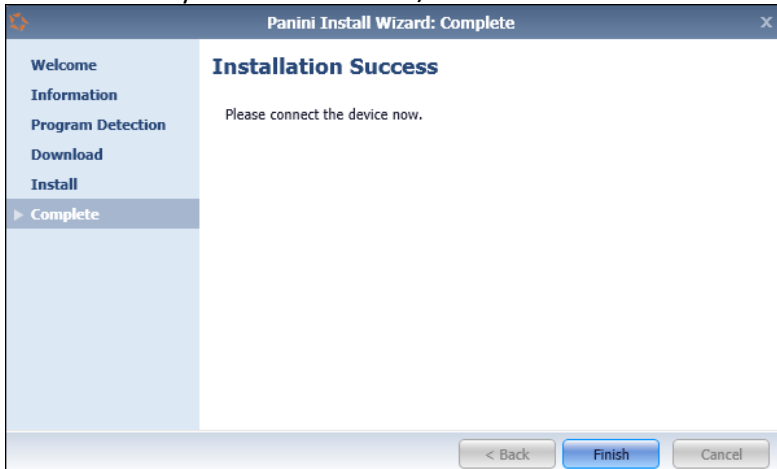 Panini Install Wizard: Complete
x
Welcome
Information
Program Detection
Download
Install
Complete
Installation Success
Please connect the device now.
< Back
Finish
Cancel